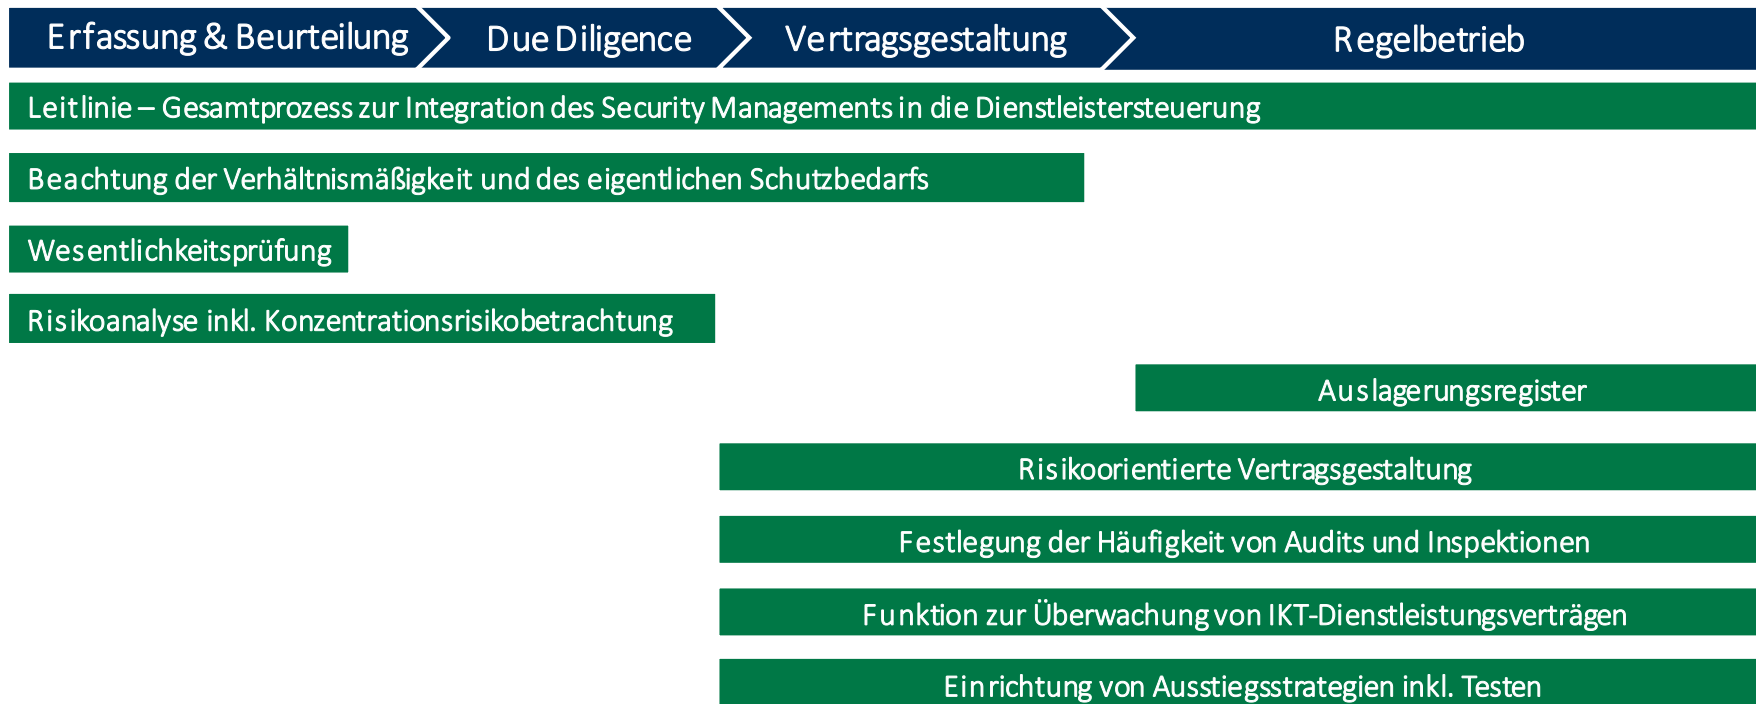 Erfassung & Beurteilung
Due Diligence
Vertragsgestaltung
Regelbetrieb
Leitlinie – Gesamtprozess zur Integration des Security Managements in die Dienstleistersteuerung
Beachtung der Verhältnismäßigkeit und des eigentlichen Schutzbedarfs
Wesentlichkeitsprüfung
Risikoanalyse inkl. Konzentrationsrisikobetrachtung
Auslagerungsregister
Risikoorientierte Vertragsgestaltung
Festlegung der Häufigkeit von Audits und Inspektionen
Funktion zur Überwachung von IKT-Dienstleistungsverträgen
Einrichtung von Ausstiegsstrategien inkl. Testen